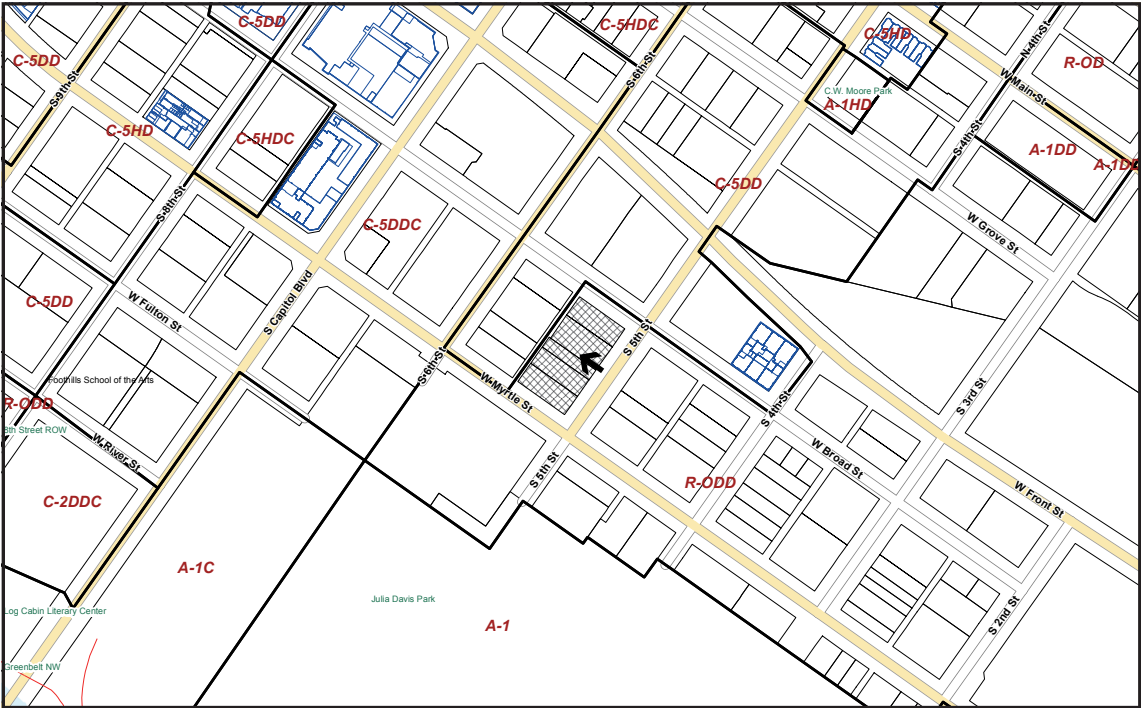 C-5DD
C-5HDC
C-5HD
N 4th St
R-OD
C-5DD
S 9th St
S 6th St
W Main St
C.W. Moore Park
A-1HD
C-5HD
C-5HDC
S 4th St
A-1DD
C-5DD
S 8th St
C-5DDC
W Grove St
C-5DD
W Fulton St
S Capitol Blvd
S 5th St
S 6th St
Foothills School of the Arts
W Myrtle St
S 3rd St
R-ODD
8th Street ROW
S 4th St
W River St
W Broad St
S 5th St
R-ODD
C-2DDC
W Front St
A-1C
Julia Davis Park
Log Cabin Literary Center
A-1
S 2nd St
Greenbelt NW